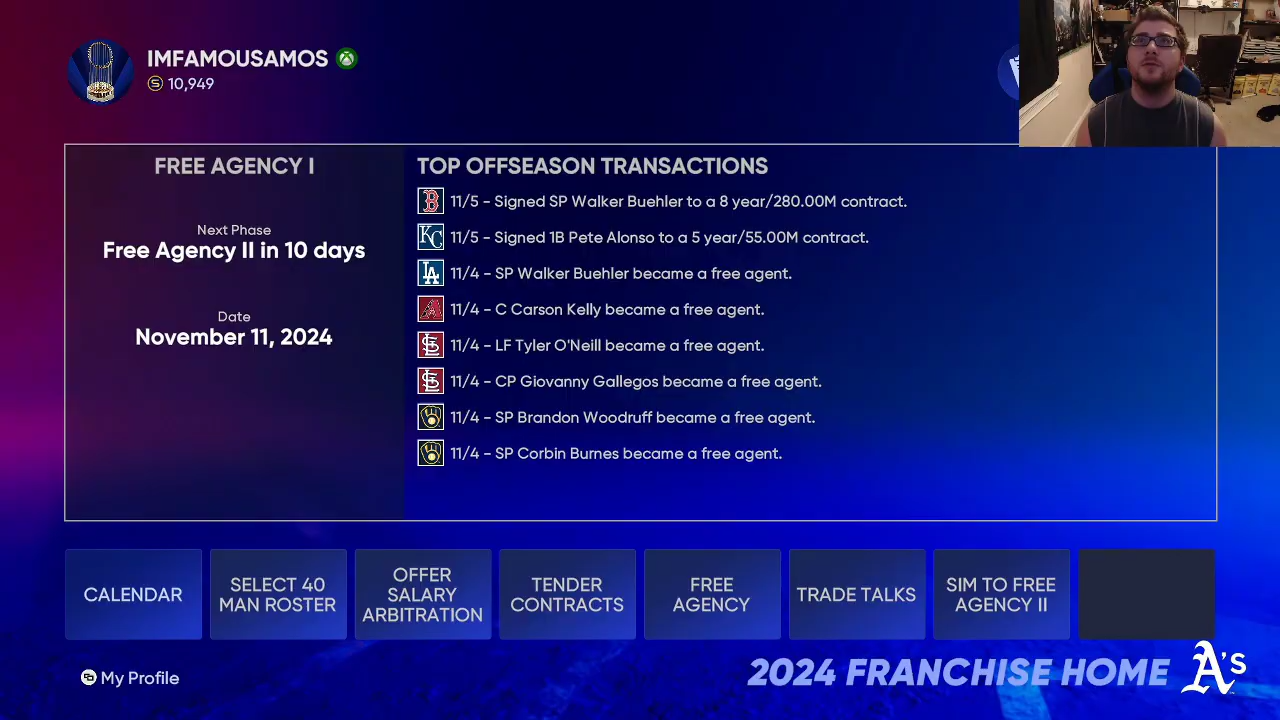 IMFAMOUSAMOS
S 10,949
FREE AGENCY I
Next Phase
Free Agency II in 10 days
Date
November 11, 2024
TOP OFFSEASON TRANSACTIONS
B 11/5 - Signed SP Walker Buehler to a 8 year/280.00M contract.
KC 11/5 - Signed 1B Pete Alonso to a 5 year/55.00M contract.
LA 11/4 - SP Walker Buehler became a free agent.
A 11/4 - C Carson Kelly became a free agent.
STL 11/4 - LF Tyler O'Neill became a free agent.
STL 11/4 - CP Giovanny Gallegos became a free agent.
11/4 - SP Brandon Woodruff became a free agent.
11/4 - SP Corbin Burnes became a free agent.
CALENDAR
SELECT 40
MAN ROSTER
OFFER
SALARY
ARBITRATION
TENDER
CONTRACTS
FREE
AGENCY
TRADE TALKS
SIM TO FREE
AGENCY II
My Profile
2024 FRANCHISE HOME A's